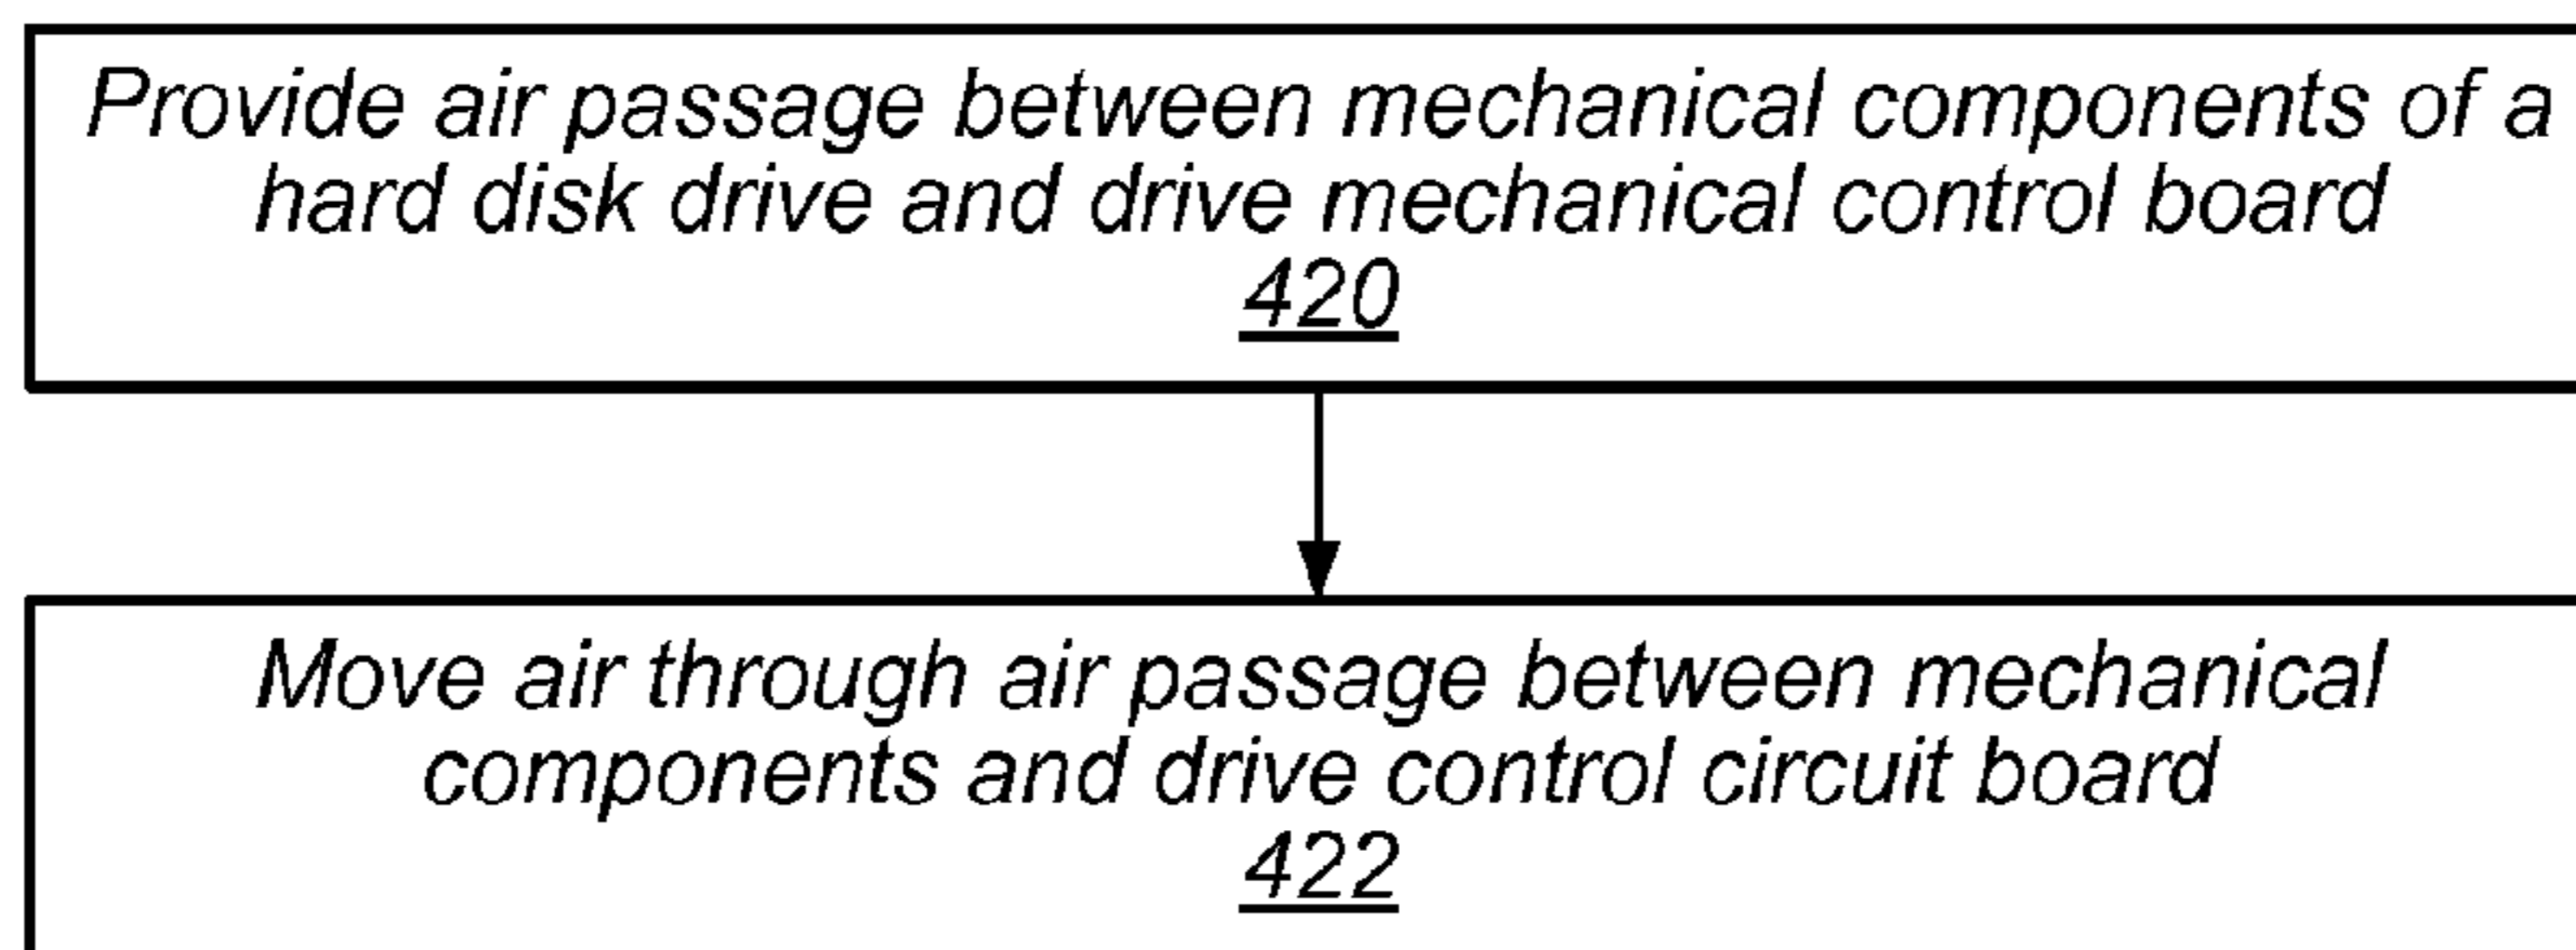 Provide air passage between mechanical components of a
hard disk drive and drive mechanical control board
420
Move air through air passage between mechanical
components and drive control circuit board
422